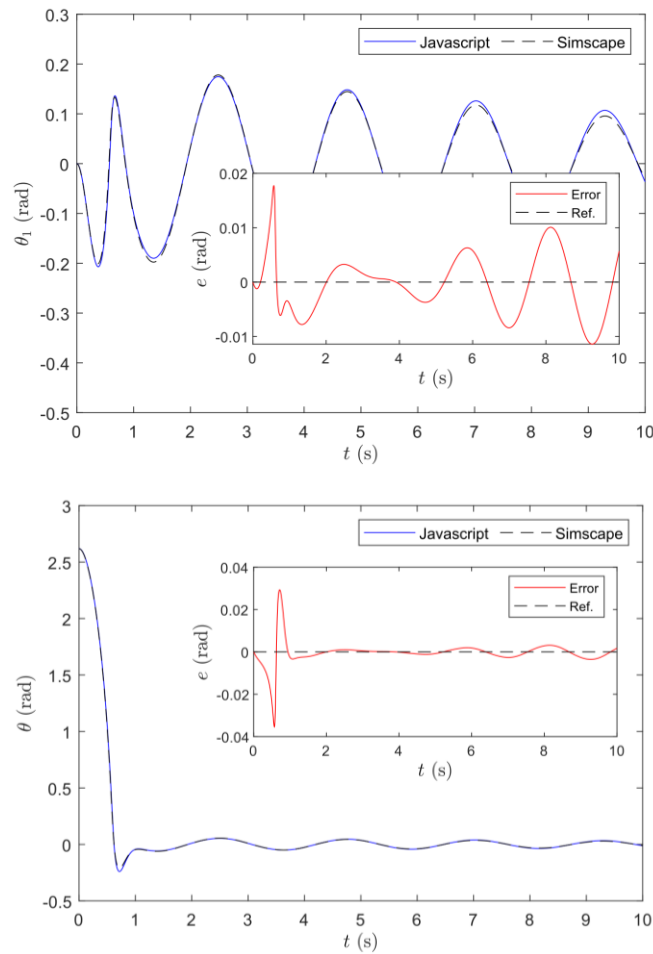 0.3
Javascript
Simscape
0.2
0.1
0
-0.1
-0.2
-0.3
-0.4
-0.5
θ1 (rad)
0.02
0.01
0
-0.01
e (rad)
Error
Ref.
0 2 4 6 8 10
t (s)
0 1 2 3 4 5 6 7 8 9 10
t (s)
3
Javascript
Simscape
2.5
2
1.5
1
0.5
0
-0.5
θ (rad)
0.04
0.02
0
-0.02
-0.04
e (rad)
Error
Ref.
0 2 4 6 8 10
t (s)
0 1 2 3 4 5 6 7 8 9 10
t (s)